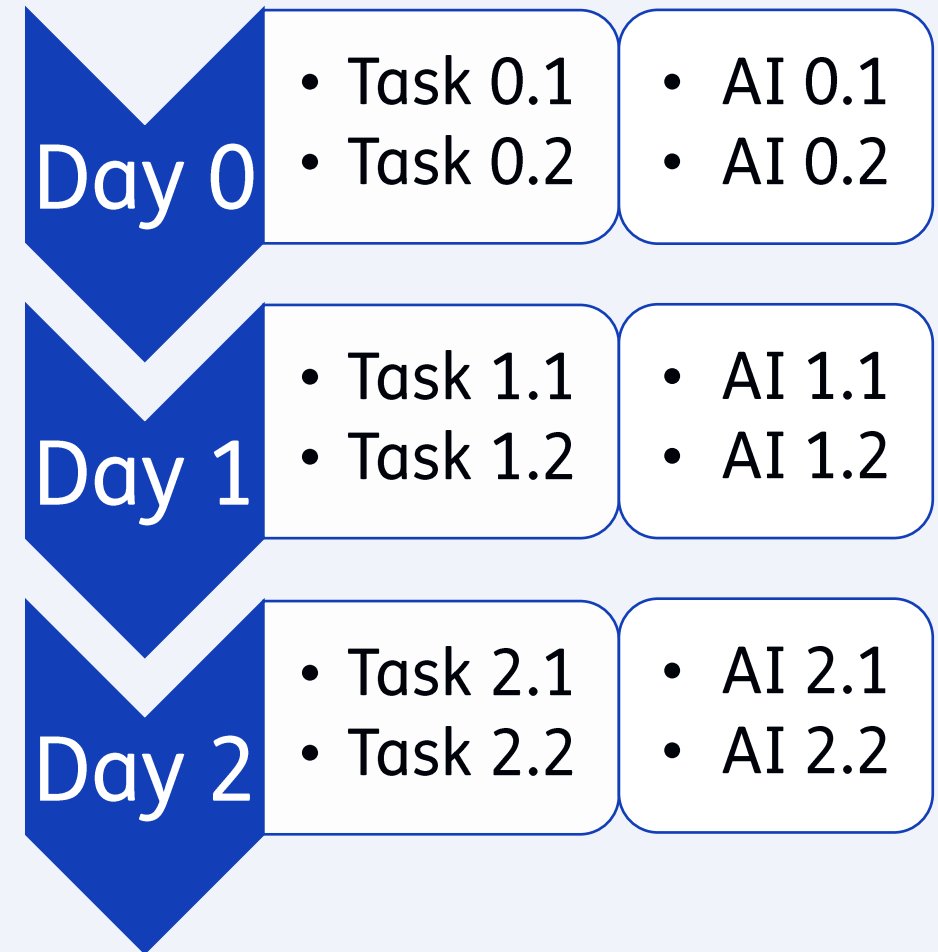 Day 0
• Task 0.1
• Task 0.2
• AI 0.1
• AI 0.2
Day 1
• Task 1.1
• Task 1.2
• AI 1.1
• AI 1.2
Day 2
• Task 2.1
• Task 2.2
• AI 2.1
• AI 2.2